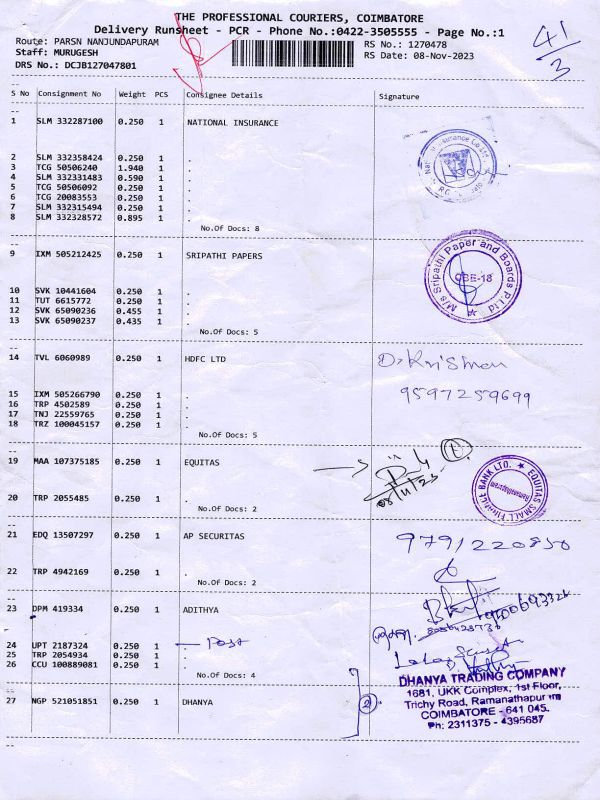 THE PROFESSIONAL COURIERS, COIMBATORE
Delivery Runsheet - PCR - Phone No.:0422-3505555 - Page No.:1
Route: PARSN NANJUNDAPURAM
Staff: MURUGESH
DRS No.: DCJB127047801
RS No.: 1270478
RS Date: 08-Nov-2023
41/3
S No Consignment No Weight PCS Consignee Details Signature
1 SLM 332287100 0.250 1 NATIONAL INSURANCE
2 SLM 332358424 0.250 1 .
3 TCG 50506240 1.940 1 .
4 SLM 332331483 0.590 1 .
5 TCG 50506092 0.250 1 .
6 TCG 20083553 0.250 1 .
7 SLM 332315494 0.250 1 .
8 SLM 332328572 0.895 1 .
No.Of Docs: 8
9 IXM 505212425 0.250 1 SRIPATHI PAPERS
M/s Sripathi Paper and Boards P.Ltd
CBE-18
10 SVK 10441604 0.250 1 .
11 TUT 6615772 0.250 1 .
12 SVK 65090236 0.455 1 .
13 SVK 65090237 0.435 1 .
No.Of Docs: 5
14 TVL 6060989 0.250 1 HDFC LTD
9597259699
15 IXM 505266790 0.250 1 .
16 TRP 4502589 0.250 1 .
17 TNJ 22559765 0.250 1 .
18 TRZ 100045157 0.250 1 .
No.Of Docs: 5
19 MAA 107375185 0.250 1 EQUITAS
08/11/23
EQUITAS SMALL FINANCE BANK LTD.
20 TRP 2055485 0.250 1 .
No.Of Docs: 2
21 EDQ 13507297 0.250 1 AP SECURITAS
9791220850
22 TRP 4942169 0.250 1 .
No.Of Docs: 2
23 DPM 419334 0.250 1 ADITHYA
24 UPT 2187324 0.250 1 . - Post
25 TRP 2054934 0.250 1 .
26 CCU 100889081 0.250 1 .
No.Of Docs: 4
27 NGP 521051851 0.250 1 DHANYA
2
DHANYA TRADING COMPANY
1681, UKK Complex, 1st Floor,
Trichy Road, Ramanathapuram
COIMBATORE - 641 045.
Ph: 2311375 - 4395687